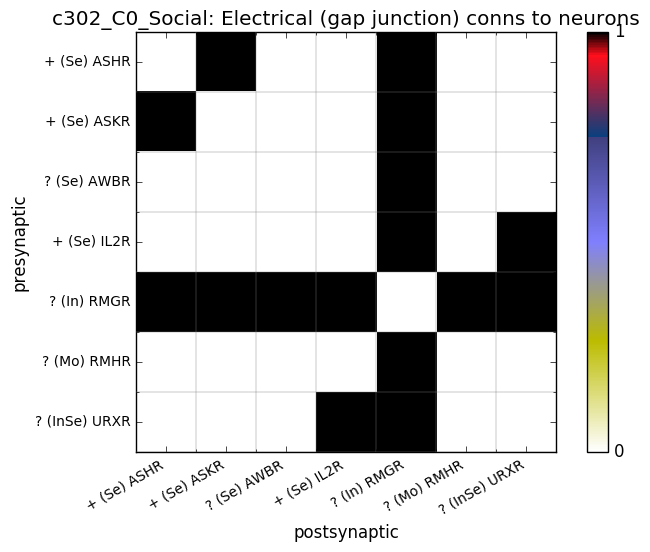 c302_C0_Social: Electrical (gap junction) conns to neurons
1
+ (Se) ASHR
+ (Se) ASKR
? (Se) AWBR
+ (Se) IL2R
? (In) RMGR
? (Mo) RMHR
? (InSe) URXR
presynaptic
0
+ (Se) ASHR
+ (Se) ASKR
? (Se) AWBR
+ (Se) IL2R
? (In) RMGR
? (Mo) RMHR
? (InSe) URXR
postsynaptic